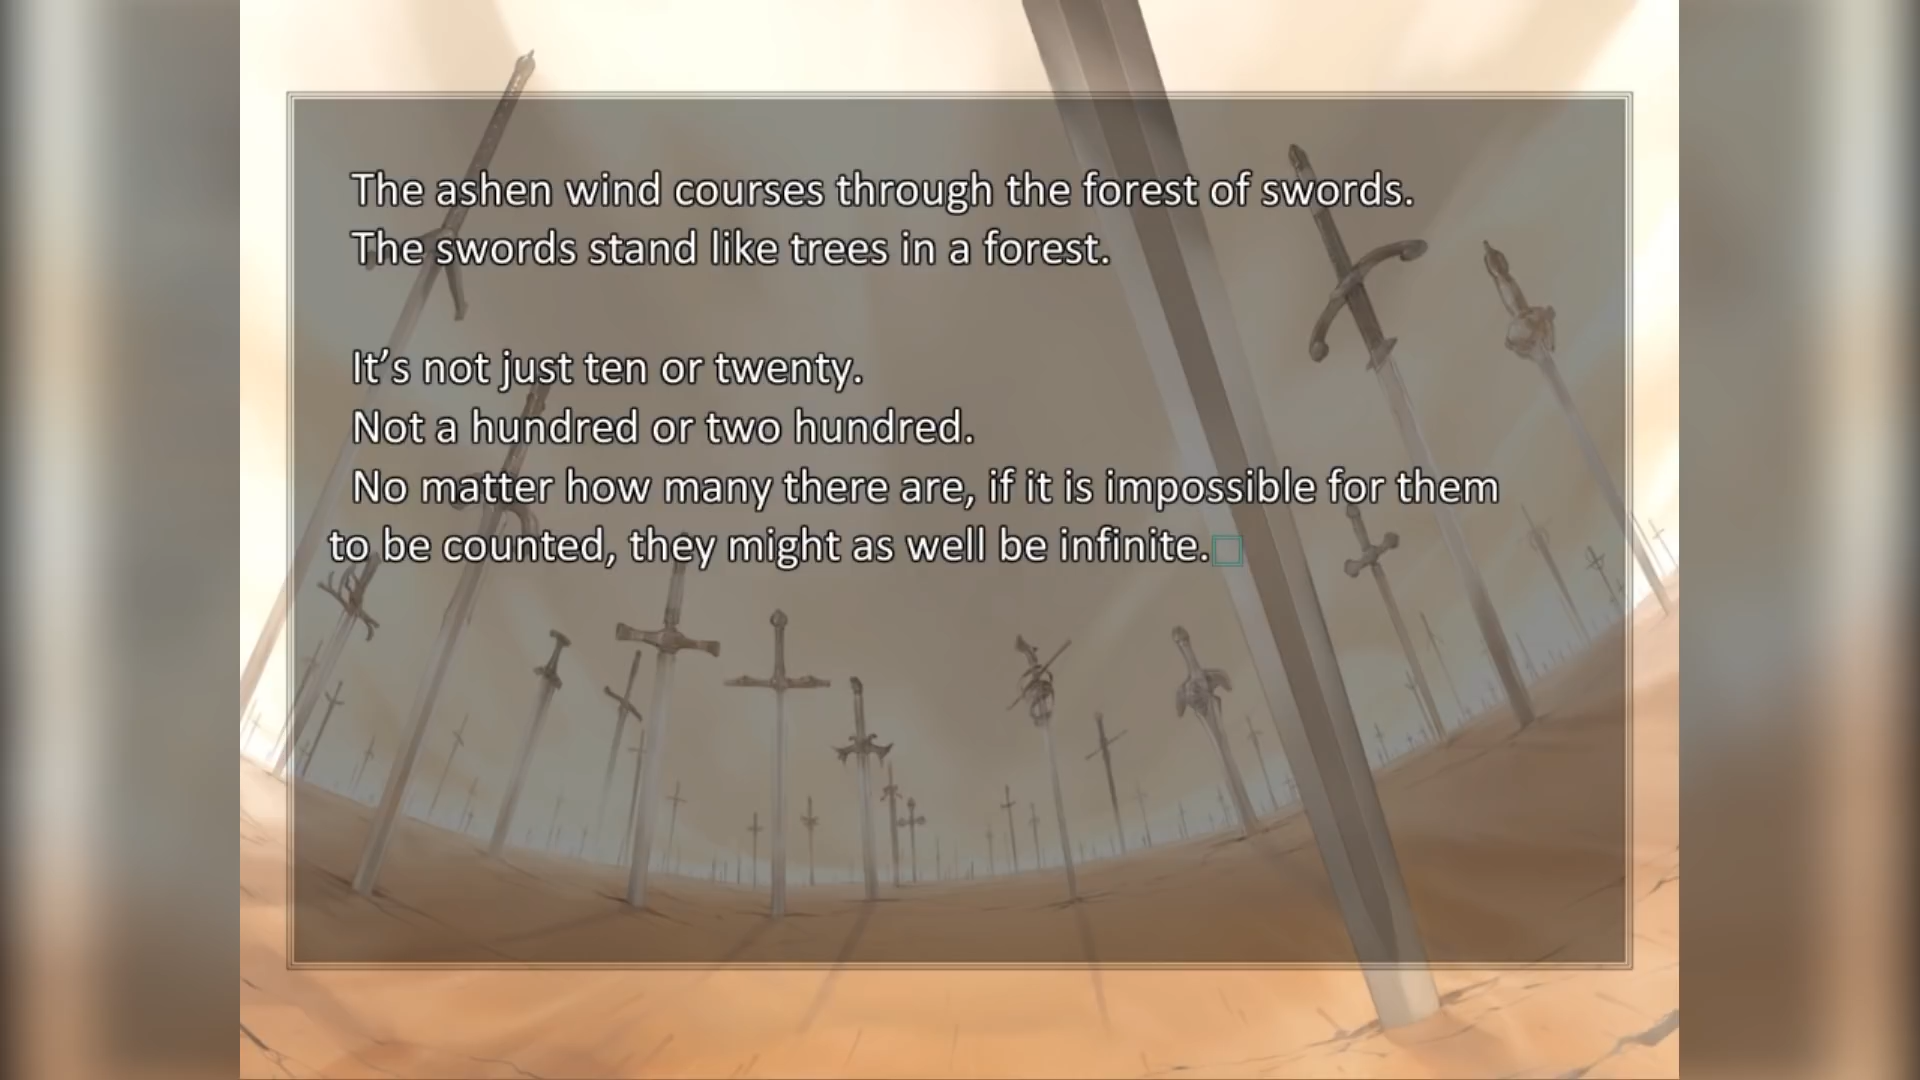 The ashen wind courses through the forest of swords.
The swords stand like trees in a forest.
It’s not just ten or twenty.
Not a hundred or two hundred.
No matter how many there are, if it is impossible for them
to be counted, they might as well be infinite.